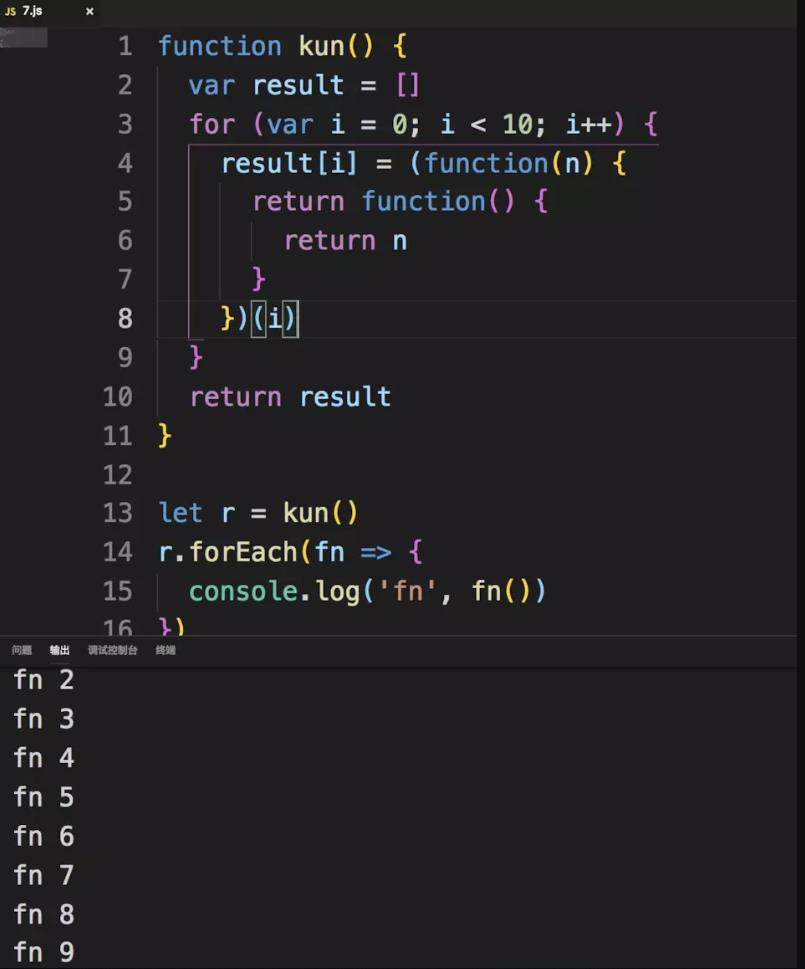 JS 7.js ×
1 function kun() {
2   var result = []
3   for (var i = 0; i < 10; i++) {
4     result[i] = (function(n) {
5       return function() {
6         return n
7       }
8     })(i)
9   }
10   return result
11 }
12
13 let r = kun()
14 r.forEach(fn => {
15   console.log('fn', fn())
16 })
问题 输出 调试控制台 终端
fn 2
fn 3
fn 4
fn 5
fn 6
fn 7
fn 8
fn 9